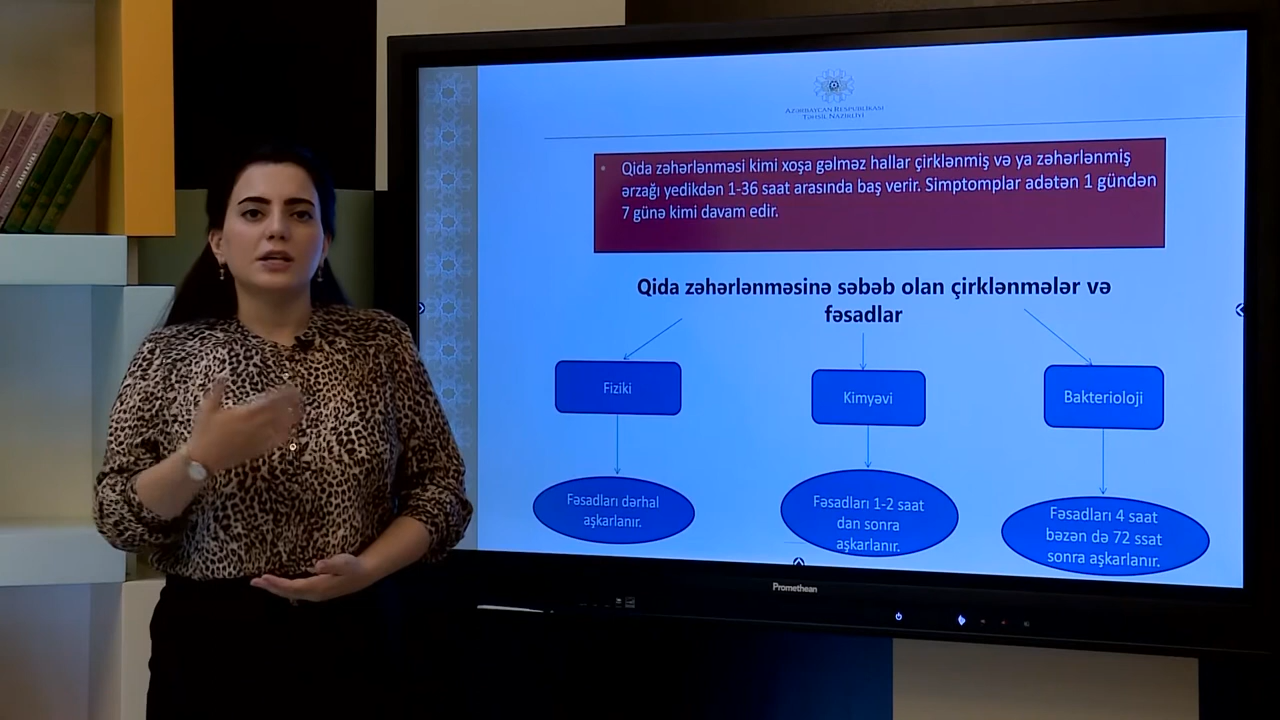 AZƏRBAYCAN RESPUBLİKASI
TƏHSİL NAZİRLİYİ
• Qida zəhərlənməsi kimi xoşa gəlməz hallar çirklənmiş və ya zəhərlənmiş
ərzağı yedikdən 1-36 saat arasında baş verir. Simptomplar adətən 1 gündən
7 günə kimi davam edir.
Qida zəhərlənməsinə səbəb olan çirklənmələr və
fəsadlar
Fiziki
Kimyəvi
Bakterioloji
Fəsadları dərhal
aşkarlanır.
Fəsadları 1-2 saat
dan sonra
aşkarlanır.
Fəsadları 4 saat
bəzən də 72 ssat
sonra aşkarlanır.
Promethean